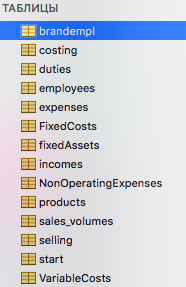 ТАБЛИЦЫ
brandempl
costing
duties
employees
expenses
FixedCosts
fixedAssets
incomes
NonOperatingExpenses
products
sales_volumes
selling
start
VariableCosts